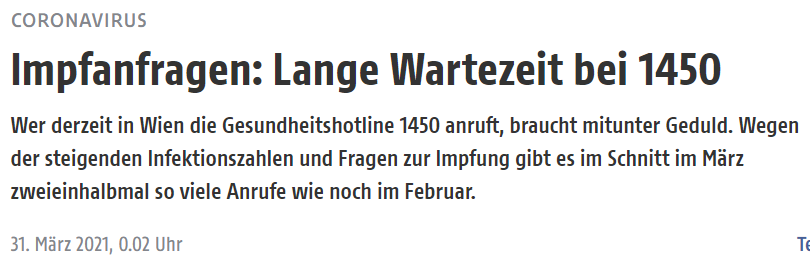 CORONAVIRUS
Impfanfragen: Lange Wartezeit bei 1450
Wer derzeit in Wien die Gesundheitshotline 1450 anruft, braucht mitunter Geduld. Wegen
der steigenden Infektionszahlen und Fragen zur Impfung gibt es im Schnitt im März
zweieinhalbmal so viele Anrufe wie noch im Februar.
31. März 2021, 0.02 Uhr